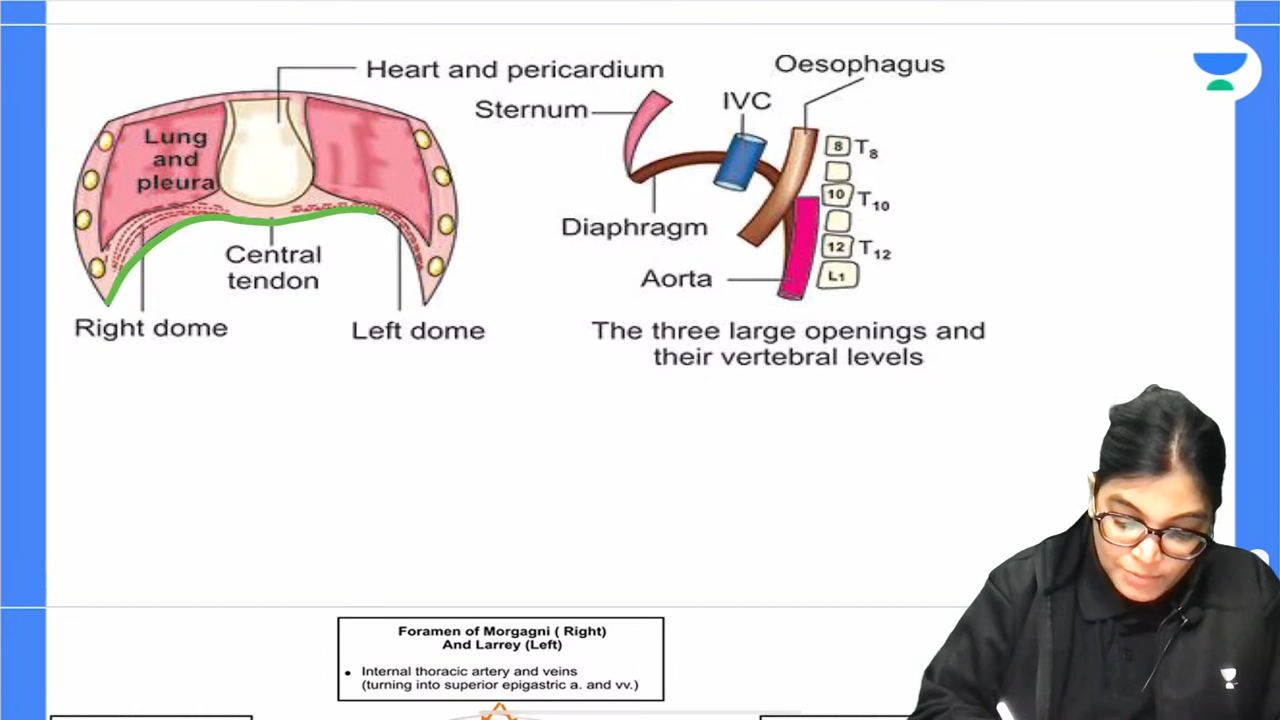 Heart and pericardium
Lung
and
pleura
Central
tendon
Right dome
Left dome
Oesophagus
IVC
Sternum
8 T8
10 T10
12 T12
L1
Diaphragm
Aorta
The three large openings and
their vertebral levels
Foramen of Morgagni ( Right)
And Larrey (Left)
• Internal thoracic artery and veins
(turning into superior epigastric a. and vv.)